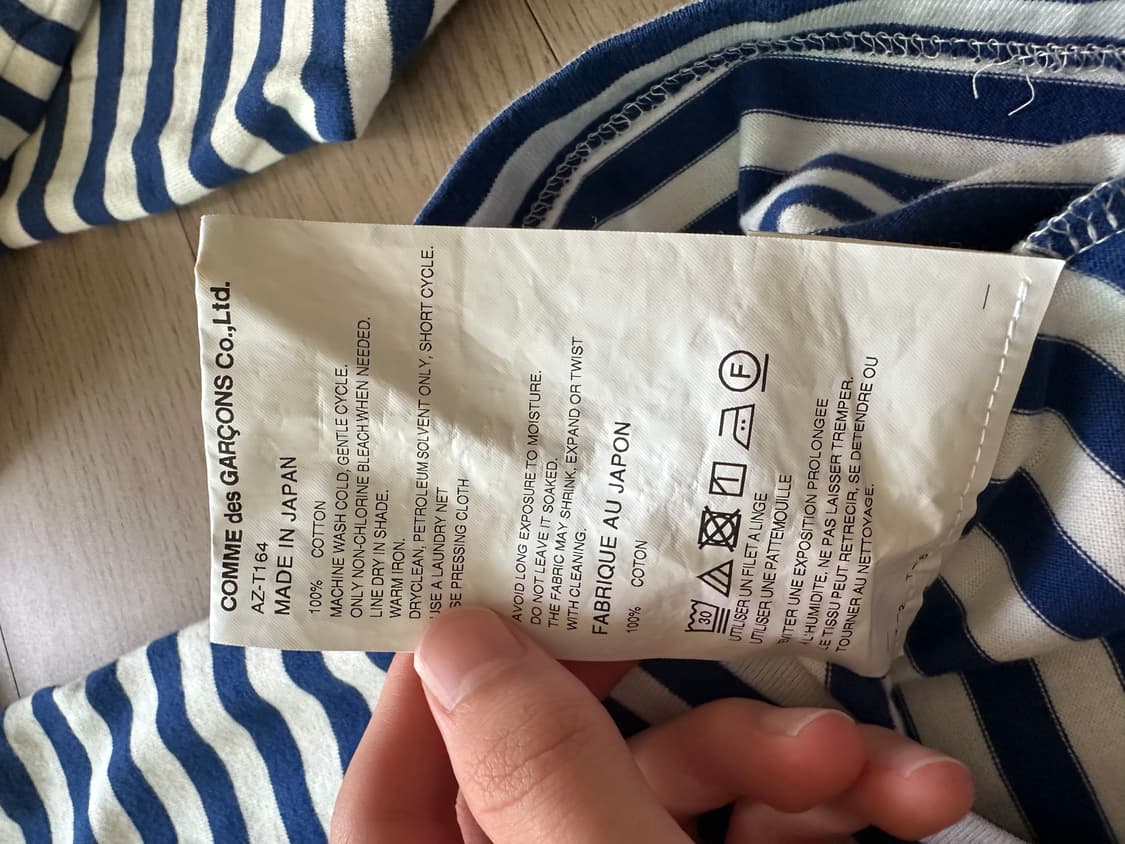 COMME des GARÇONS Co.,Ltd.
AZ-T164
MADE IN JAPAN
100% COTTON
MACHINE WASH COLD, GENTLE CYCLE.
ONLY NON-CHLORINE BLEACH WHEN NEEDED.
LINE DRY IN SHADE.
WARM IRON.
DRYCLEAN, PETROLEUM SOLVENT ONLY, SHORT CYCLE.
USE A LAUNDRY NET
SE PRESSING CLOTH
AVOID LONG EXPOSURE TO MOISTURE.
DO NOT LEAVE IT SOAKED.
THE FABRIC MAY SHRINK, EXPAND OR TWIST
WITH CLEANING.
FABRIQUE AU JAPON
100% COTON
30 F
UTILISER UN FILET A LINGE
UTILISER UNE PATTEMOUILLE
EVITER UNE EXPOSITION PROLONGEE
A L'HUMIDITE. NE PAS LAISSER TREMPER.
LE TISSU PEUT RETRECIR, SE DETENDRE OU
TOURNER AU NETTOYAGE.